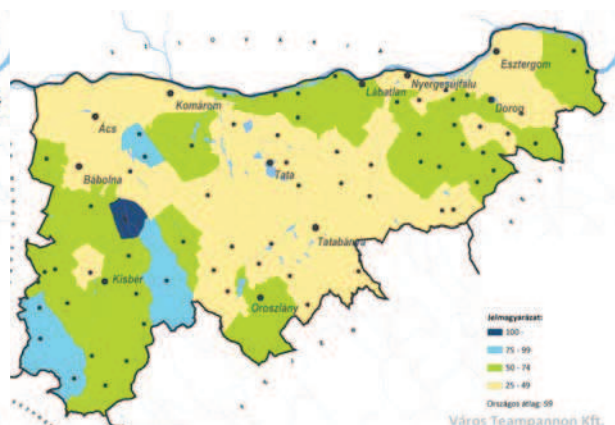 SZLOVÁKIA
Esztergom
Nyergesújfalu
Komárom
Lábatlan
Dorog
Ács
Tata
Bábolna
Tatabánya
Kisbér
Oroszlány
Jelmagyarázat:
100 -
75 - 99
50 - 74
25 - 49
Országos átlag: 99
Város Teampannon Kft.